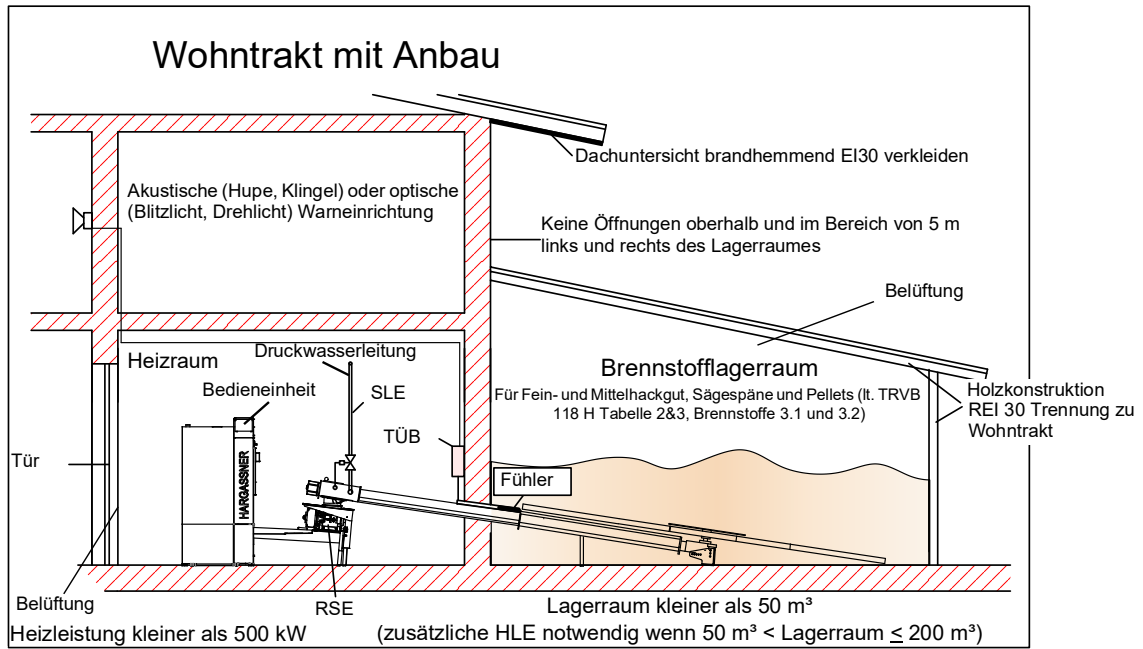 Wohntrakt mit Anbau
Dachuntersicht brandhemmend EI30 verkleiden
Akustische (Hupe, Klingel) oder optische
(Blitzlicht, Drehlicht) Warneinrichtung
Keine Öffnungen oberhalb und im Bereich von 5 m
links und rechts des Lagerraumes
Belüftung
Heizraum
Druckwasserleitung
Bedieneinheit
SLE
Brennstofflagerraum
Für Fein- und Mittelhackgut, Sägespäne und Pellets (lt. TRVB
118 H Tabelle 2&3, Brennstoffe 3.1 und 3.2)
Holzkonstruktion
REI 30 Trennung zu
Wohntrakt
TÜB
Tür
Fühler
HARGASSNER
Belüftung
RSE
Lagerraum kleiner als 50 m³
Heizleistung kleiner als 500 kW
(zusätzliche HLE notwendig wenn 50 m³ < Lagerraum ≤ 200 m³)